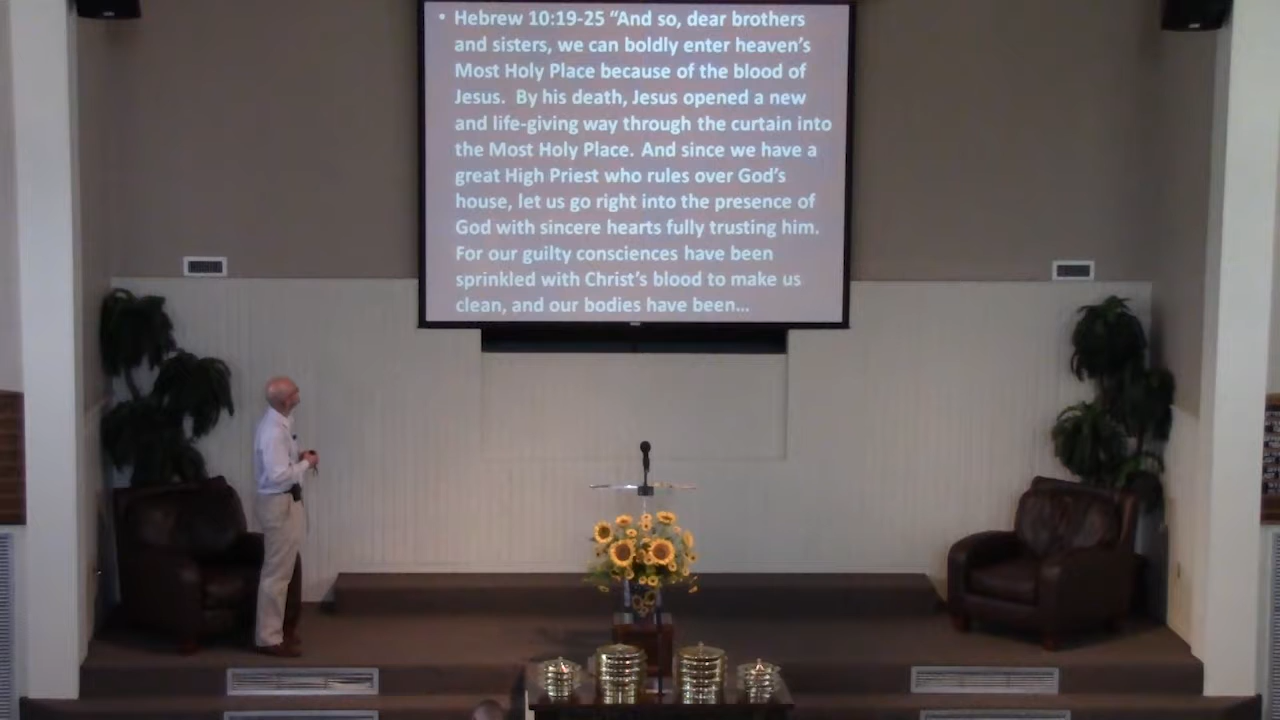 • Hebrew 10:19-25 “And so, dear brothers
and sisters, we can boldly enter heaven’s
Most Holy Place because of the blood of
Jesus.  By his death, Jesus opened a new
and life-giving way through the curtain into
the Most Holy Place.  And since we have a
great High Priest who rules over God’s
house, let us go right into the presence of
God with sincere hearts fully trusting him.
For our guilty consciences have been
sprinkled with Christ’s blood to make us
clean, and our bodies have been…